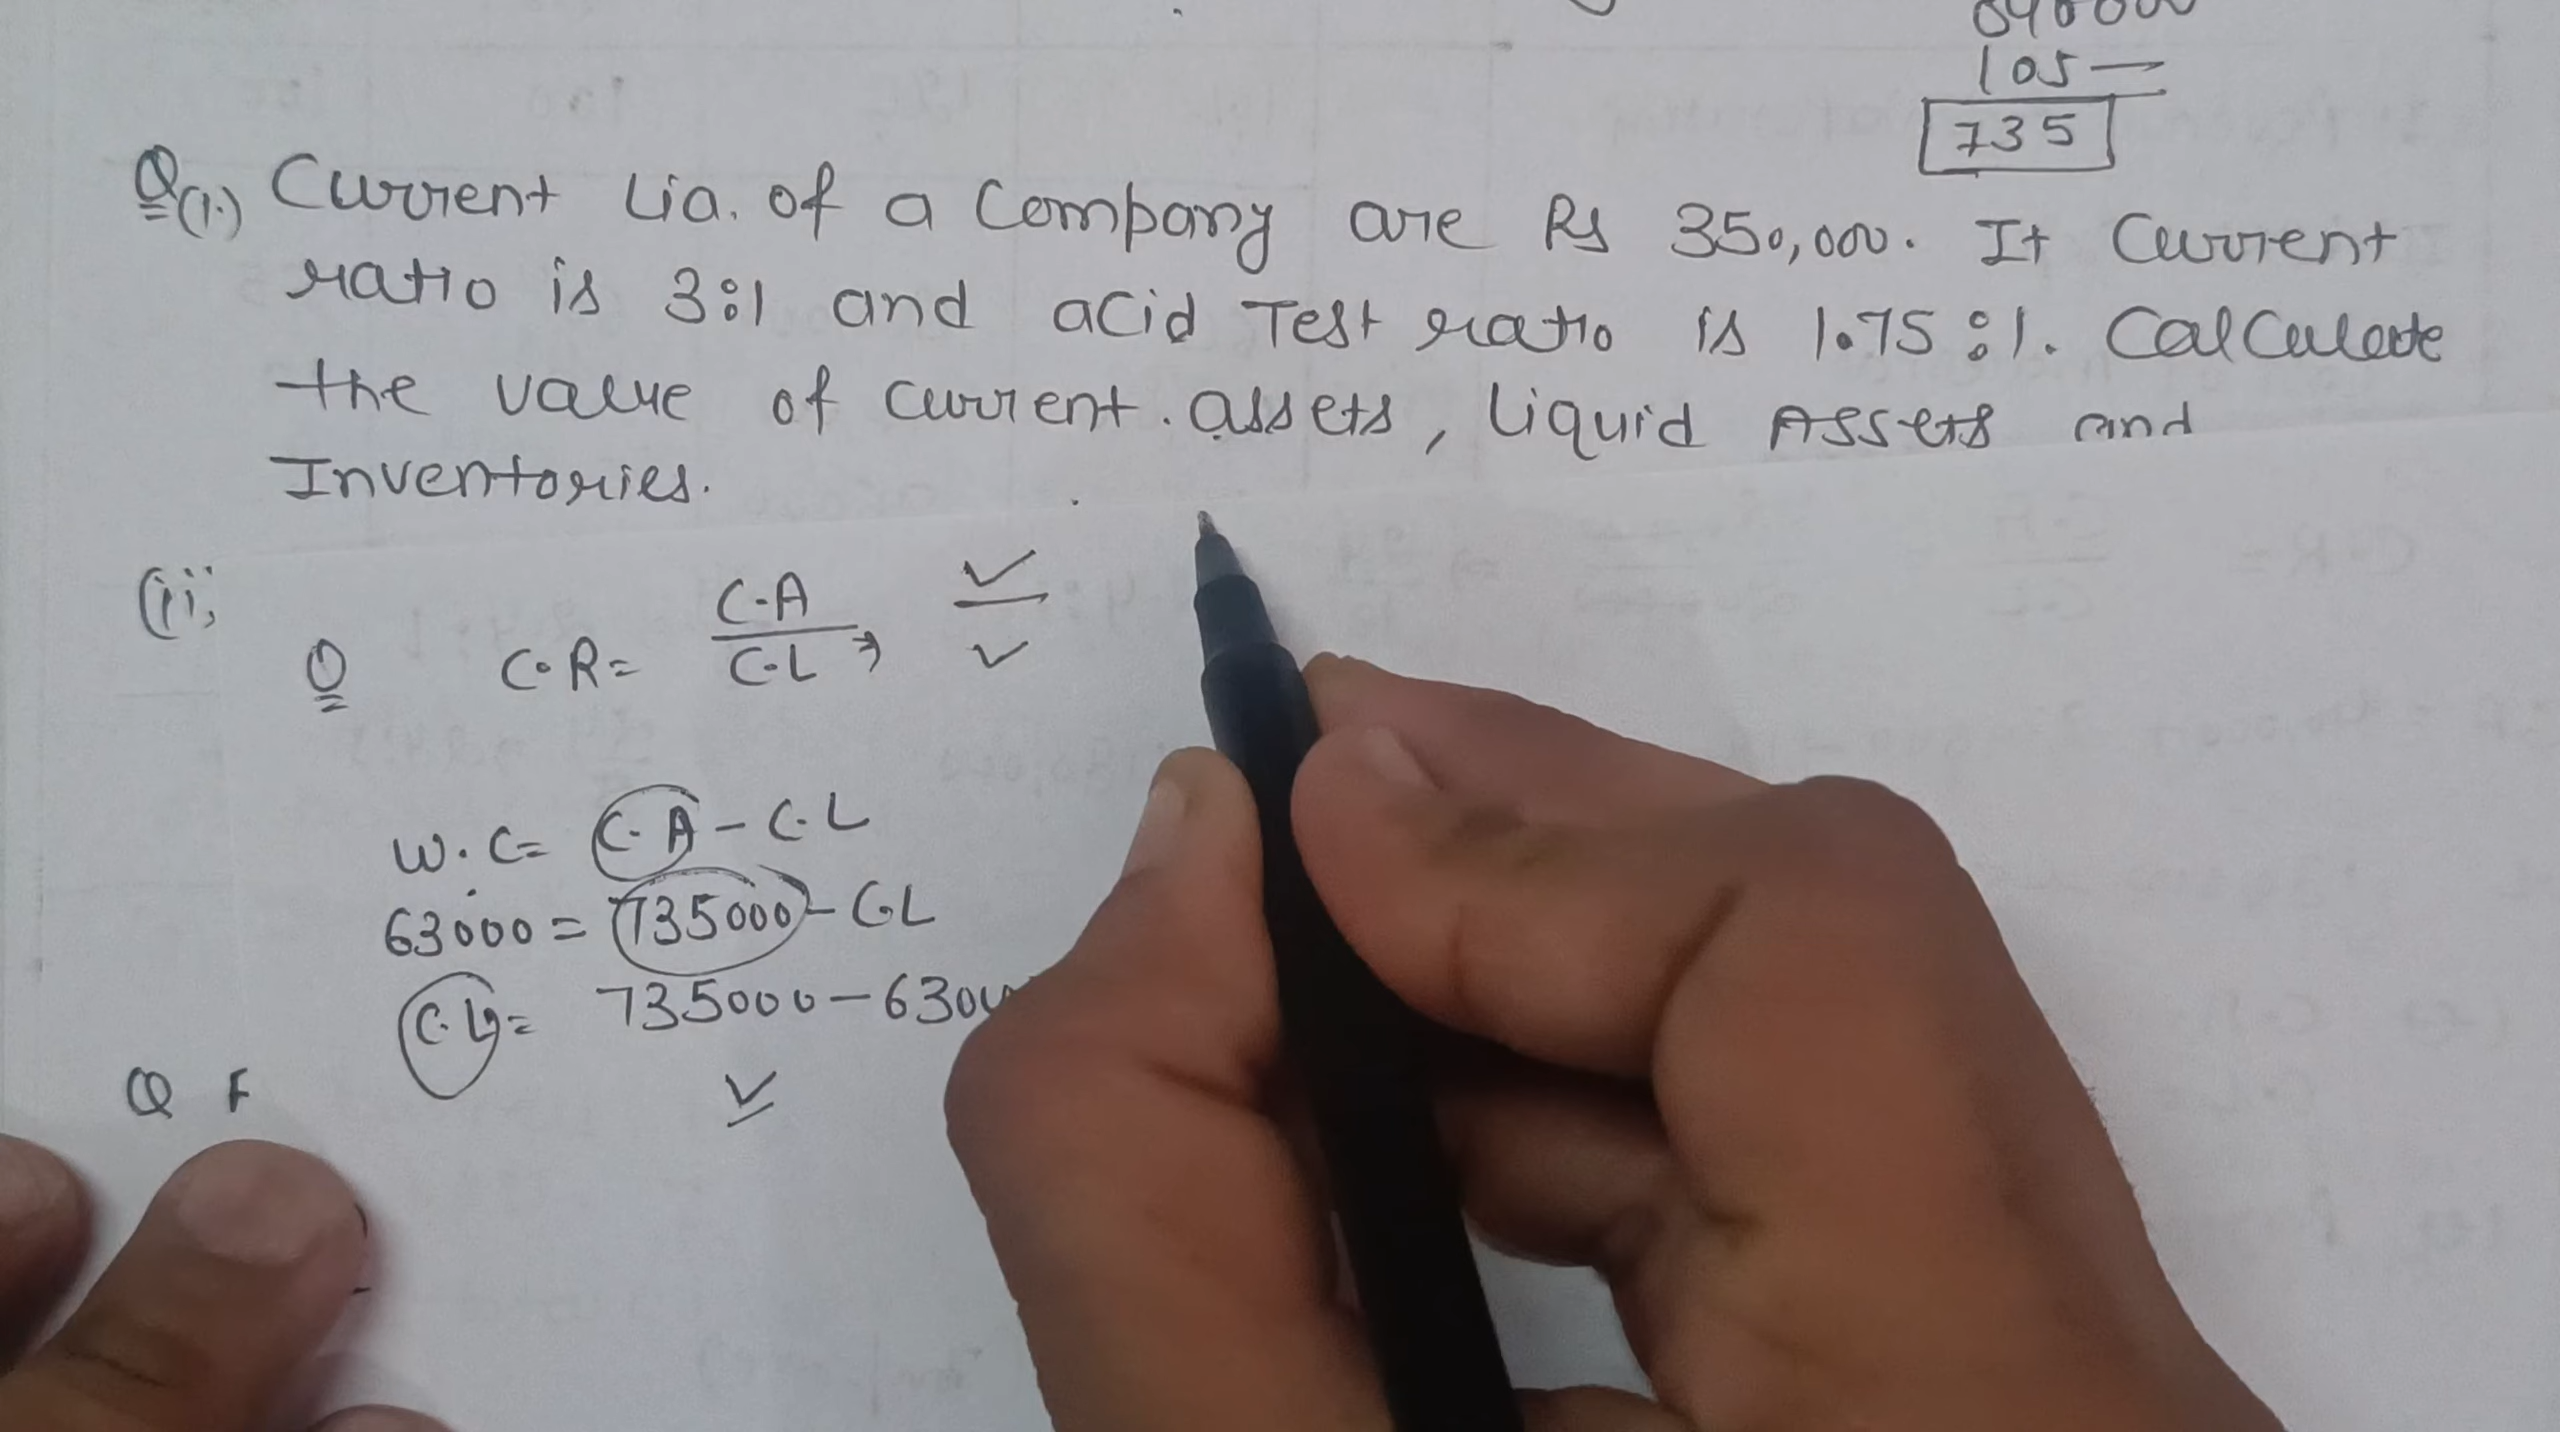 105
735
Q(1.) Current Lia. of a Company are Rs 350,000. If Current
ratio is 3:1 and acid Test ratio is 1.75:1. Calculate
the value of current. assets, Liquid Assets and
Inventories.
(ii)
Q C.R= C.A
C.L
W.C= C.A - C.L
63000 = 735000 - C.L
C.L= 735000 - 6300
Q F